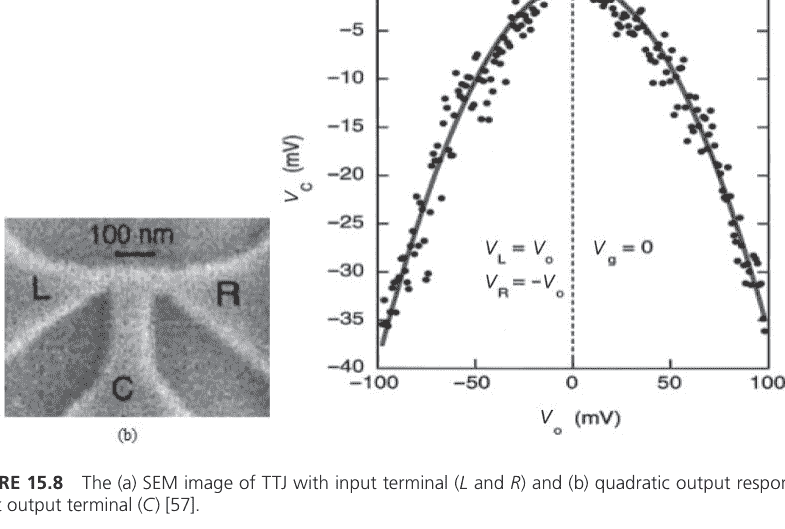 −5
−10
−15
−20
−25
−30
−35
−40
V_C (mV)
V_L = V_o V_g = 0
V_R = −V_o
−100 −50 0 50 100
V_o (mV)
100 nm
L R
C
(b)
15.8 The (a) SEM image of TTJ with input terminal (L and R) and (b) quadratic output
output terminal (C) [57].